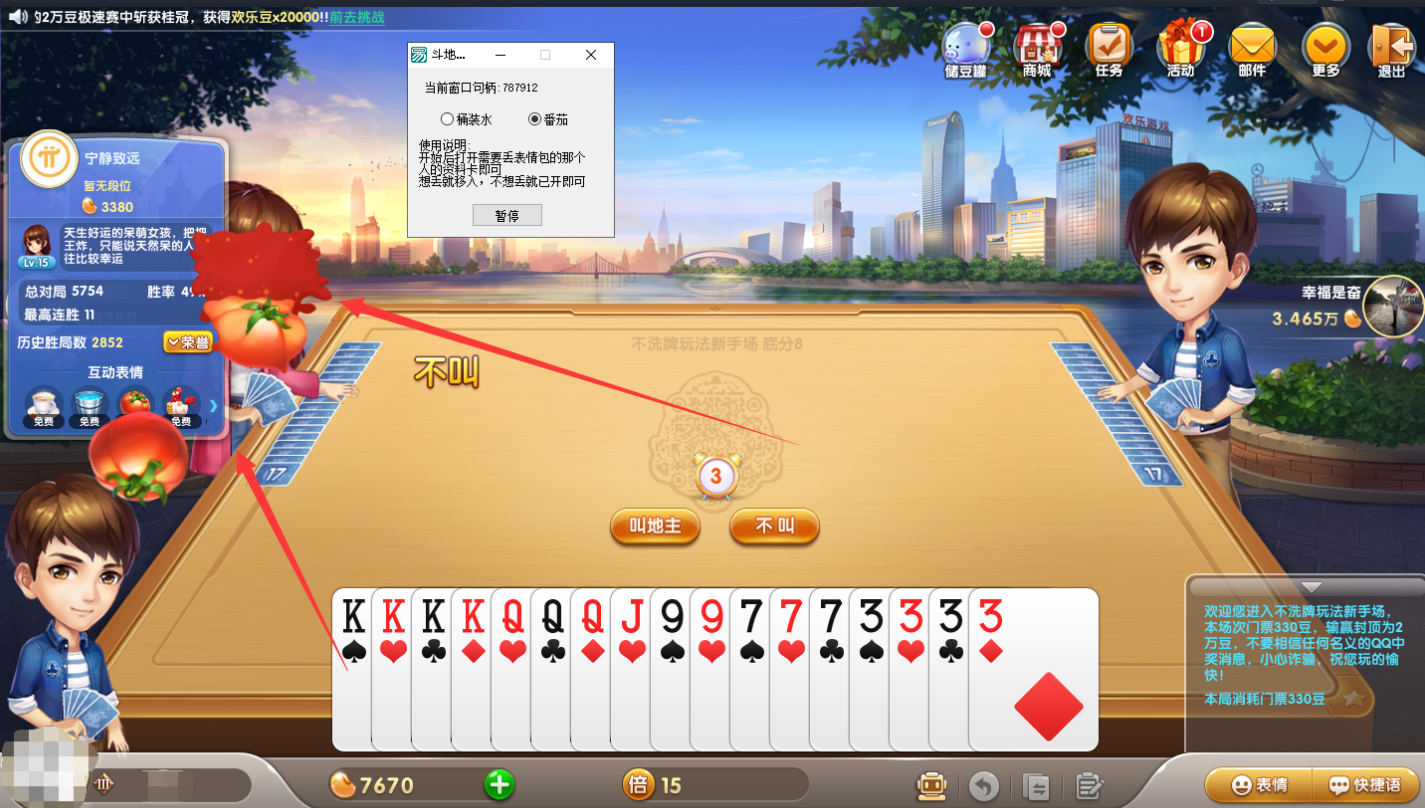 的2万豆极速赛中斩获桂冠，获得欢乐豆x20000!!前去挑战
储豆罐
商城
任务
1
活动
邮件
更多
退出
斗地...
当前窗口句柄: 787912
桶装水
番茄
使用说明:
开始后打开需要丢表情包的那个
人的资料卡即可
想丢就移入，不想丢就已开即可
暂停
欢乐游戏
宁静致远
暂无段位
3380
Lv.15
天生好运的呆萌女孩，把把
王炸，只能说天然呆的人
往比较幸运
总对局 5754
胜率
最高连胜 11
历史胜局数 2852
荣誉
互动表情
免费
免费
免费
幸福是奋
3.465万
不洗牌玩法新手场 底分8
不叫
17
17
3
叫地主
不叫
K K K K Q Q Q J 9 9 7 7 7 3 3 3 3
欢迎您进入不洗牌玩法新手场，
本场次门票330豆，输赢封顶为2
万豆，不要相信任何名义的QQ中
奖消息，小心诈骗，祝您玩的愉
快！
本局消耗门票330豆
III
7670
倍 15
表情
快捷语